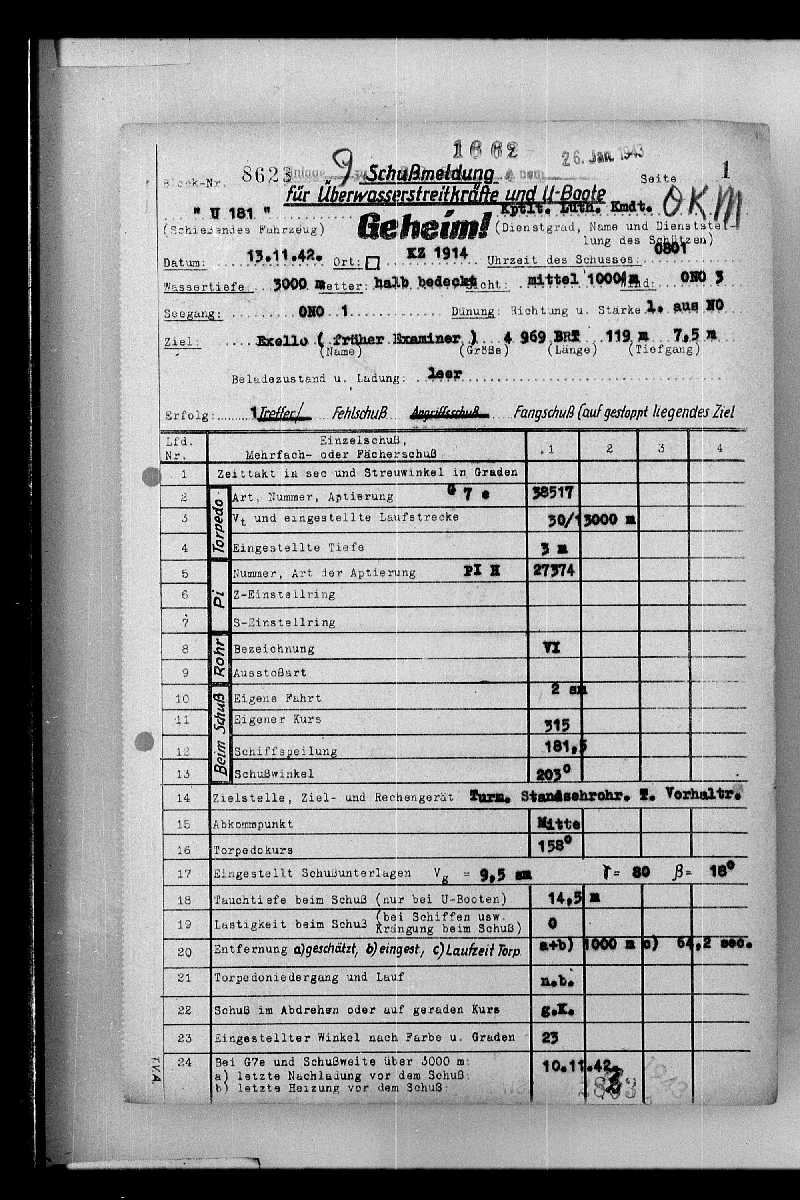 1662
26. Jan. 1943
Block-Nr. 8623
9 Schußmeldung
Seite 1
für Überwasserstreitkräfte und U-Boote
" U 181 " Geheim! Kptlt. Lüth. Kmdt. OKM
(Schießendes Fahrzeug) (Dienstgrad, Name und Dienststel-
lung des Schützen)
Datum: 13.11.42. Ort: KZ 1914 Uhrzeit des Schusses: 0801
Wassertiefe 3000 m Wetter: halb bedeckt Sicht: mittel 1000 m Wind: ONO 3
Seegang: ONO 1 Dünung: Richtung u. Stärke 1. aus NO
Ziel: Exello ( früher Examiner ) 4 969 BRT 119 m 7,5 m
(Name) (Größe) (Länge) (Tiefgang)
Beladezustand u. Ladung: leer
Erfolg: 1 Treffer/ Fehlschuß Angriffsschuß Fangschuß (auf gestoppt liegendes Ziel
Lfd. Nr. Einzelschuß, Mehrfach- oder Fächerschuß 1 2 3 4
1 Zeittakt in sec und Streuwinkel in Graden
Torpedo
2 Art, Nummer, Aptierung G 7 e 38517
3 Vt und eingestellte Laufstrecke 30/ 3000 m
4 Eingestellte Tiefe 3 m
Pi
5 Nummer, Art der Aptierung PI H 27374
6 Z-Einstellring
7 S-Einstellring
Rohr
8 Bezeichnung VI
9 Ausstoßart
Beim Schuß
10 Eigene Fahrt 2 sm
11 Eigener Kurs 315
12 Schiffspeilung 181,5
13 Schußwinkel 203°
14 Zielstelle, Ziel- und Rechengerät Turm. Standsehrohr. T. Vorhaltr.
15 Abkommpunkt Mitte
16 Torpedokurs 158°
17 Eingestellt Schußunterlagen Vg = 9,5 sm γ = 80 β = 18°
18 Tauchtiefe beim Schuß (nur bei U-Booten) 14,5 m
19 Lastigkeit beim Schuß (bei Schiffen usw. Krängung beim Schuß) 0
20 Entfernung a) geschätzt, b) eingest, c) Laufzeit Torp. a+b) 1000 m c) 64,2 sec.
21 Torpedoniedergang und Lauf n.b.
22 Schuß im Abdrehen oder auf geraden Kurs g.K.
23 Eingestellter Winkel nach Farbe u. Graden 23
24 Bei G7e und Schußweite über 3000 m:
a) letzte Nachladung vor dem Schuß: 10.11.42.
b) letzte Heizung vor dem Schuß:
TVA
1943